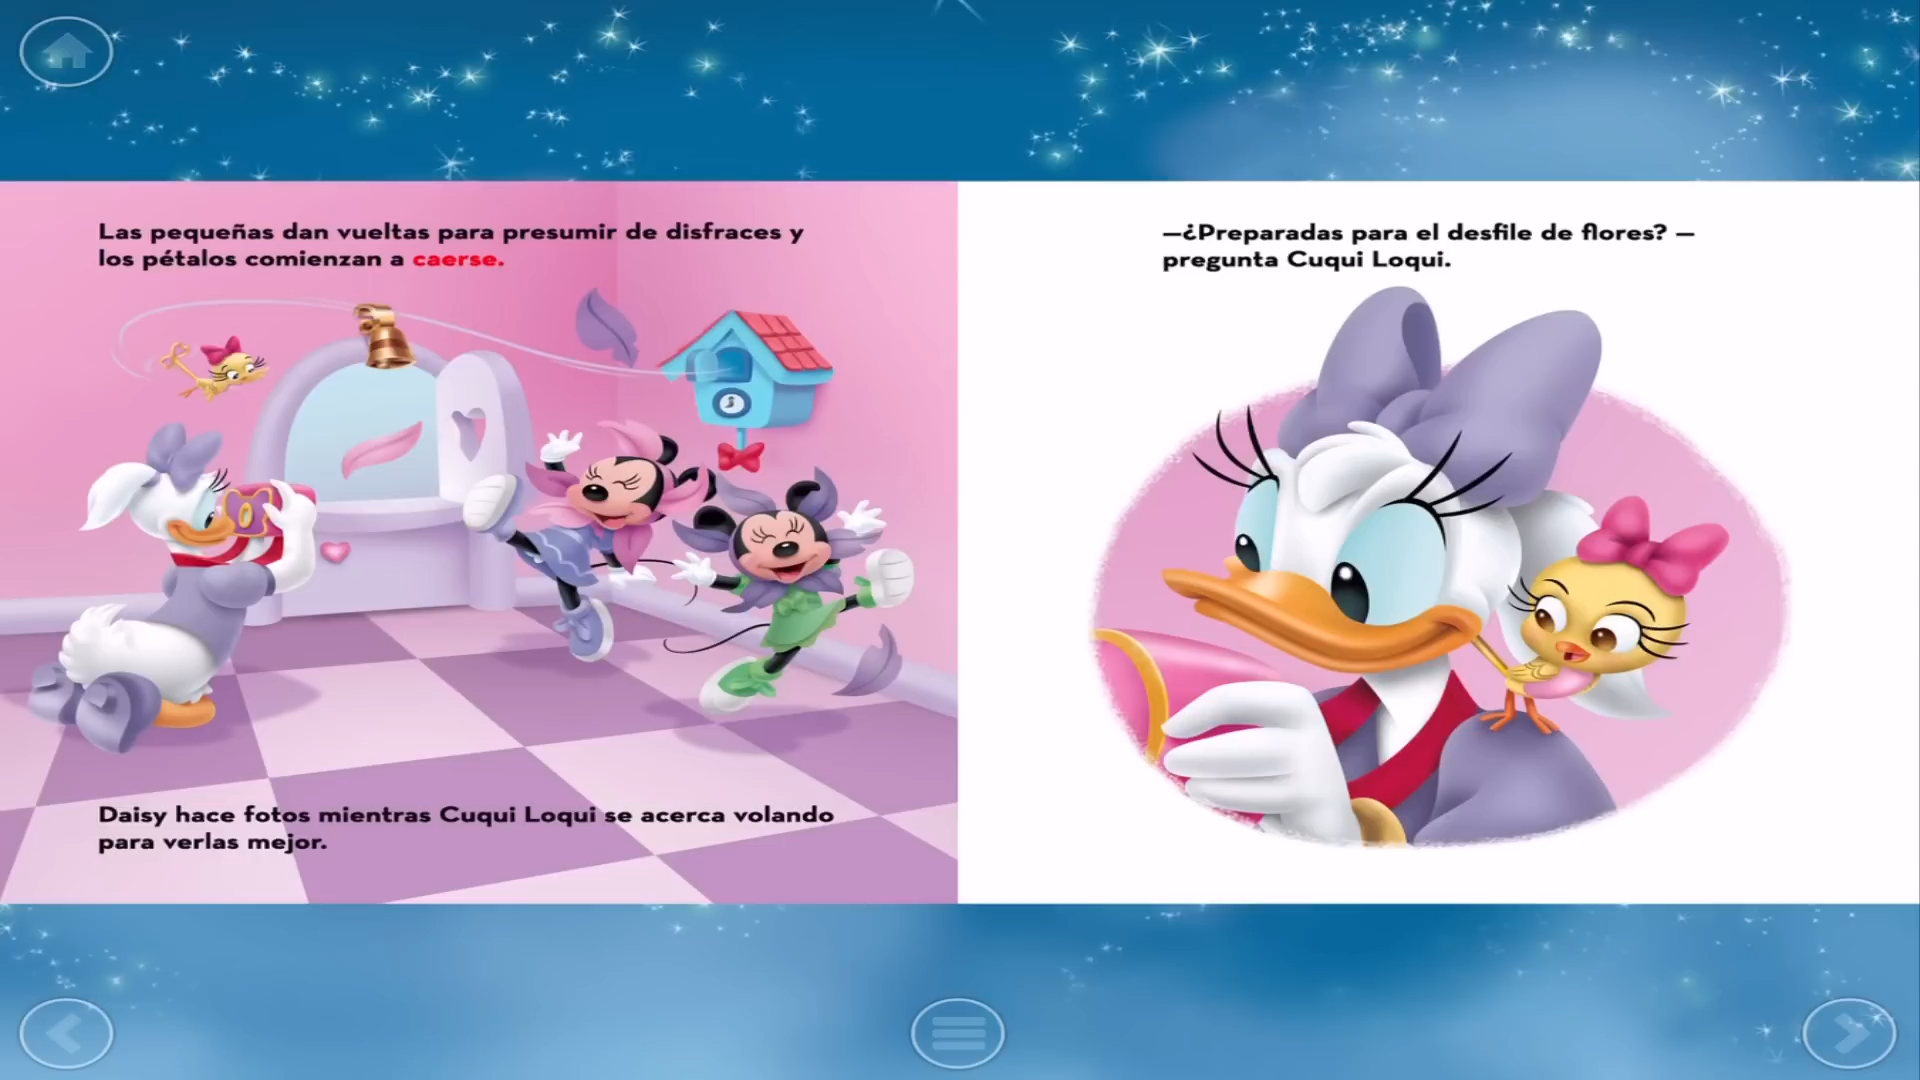 Las pequeñas dan vueltas para presumir de disfraces y
los pétalos comienzan a caerse.
Daisy hace fotos mientras Cuqui Loqui se acerca volando
para verlas mejor.
—¿Preparadas para el desfile de flores? —
pregunta Cuqui Loqui.